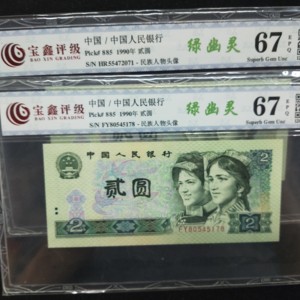 宝鑫评级
BAO XIN GRADING
中国 / 中国人民银行
Pick# 885 1990年 贰圆
S/N HR55472071 - 民族人物头像
绿幽灵
67 EPQ
Superb Gem Unc
宝鑫评级
BAO XIN GRADING
中国 / 中国人民银行
Pick# 885 1990年 贰圆
S/N FY80545178 - 民族人物头像
绿幽灵
67 EPQ
Superb Gem Unc
中国人民银行
2
贰圆
FY80545178
2